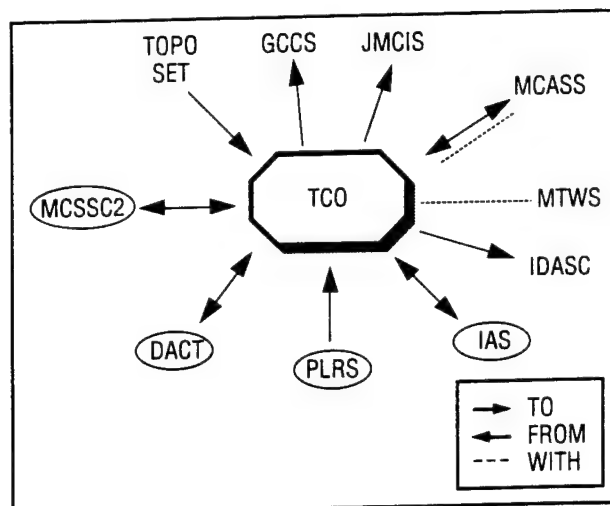 TOPO
SET
GCCS
JMCIS
MCASS
MCSSC2
TCO
MTWS
IDASC
DACT
PLRS
IAS
TO
FROM
WITH